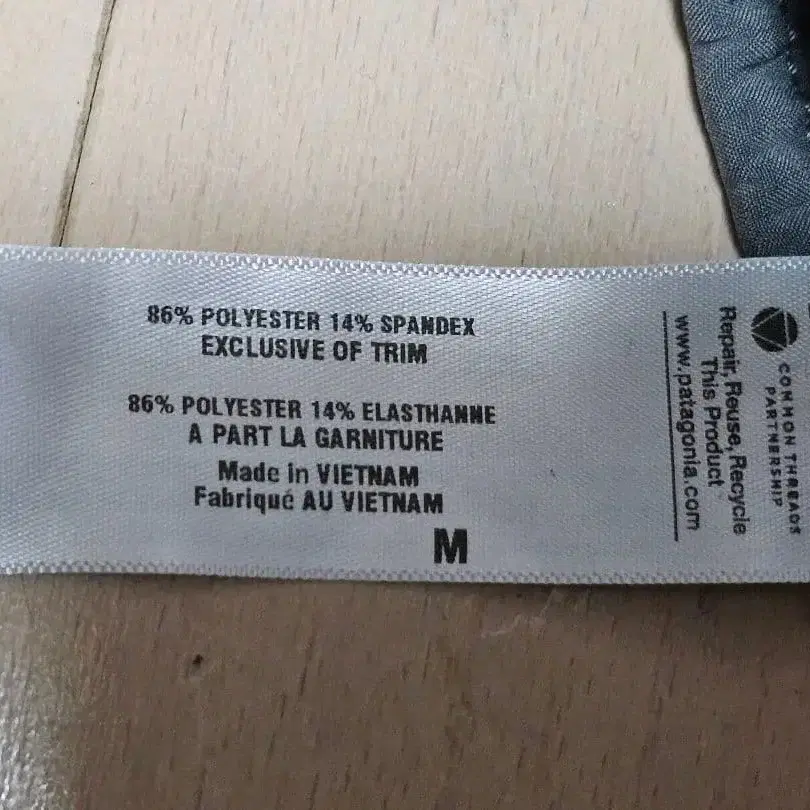 86% POLYESTER 14% SPANDEX
EXCLUSIVE OF TRIM
86% POLYESTER 14% ELASTHANNE
A PART LA GARNITURE
Made in VIETNAM
Fabriqué AU VIETNAM
M
COMMON THREADS
PARTNERSHIP
Repair, Reuse, Recycle
This Product
www.patagonia.com